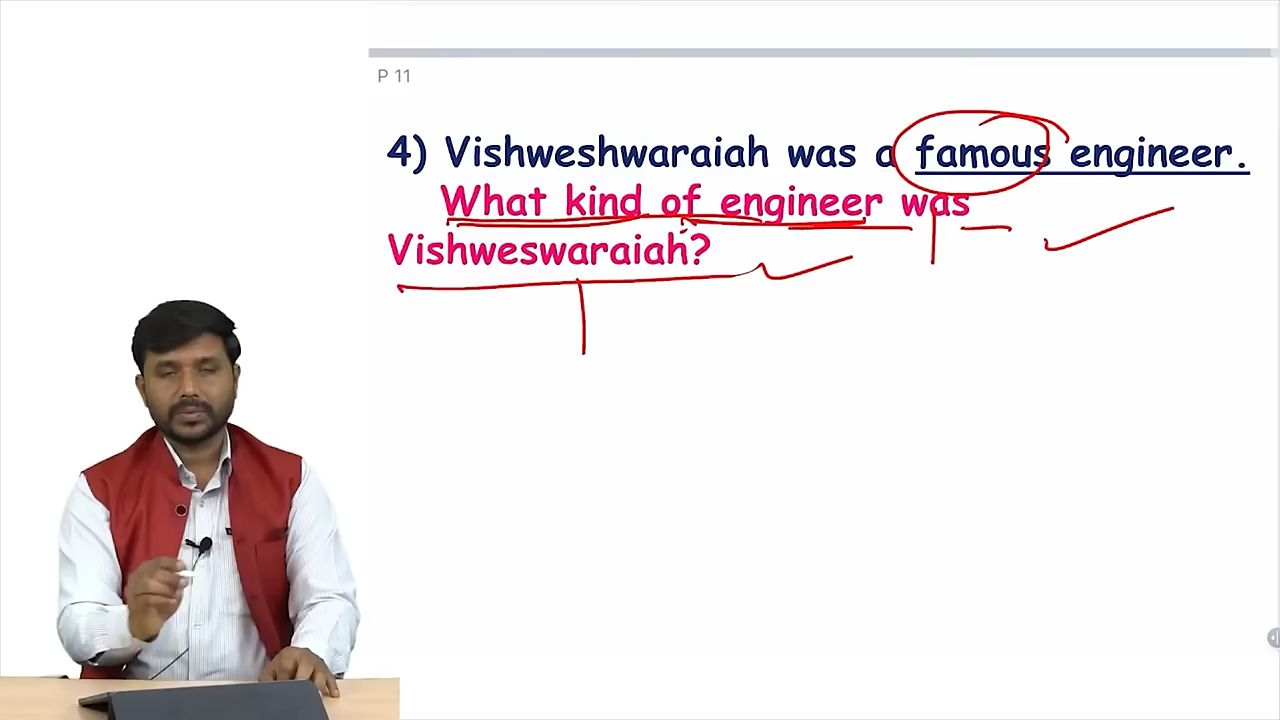 P 11
4) Vishweshwaraiah was a famous engineer.
What kind of engineer was
Vishweswaraiah?